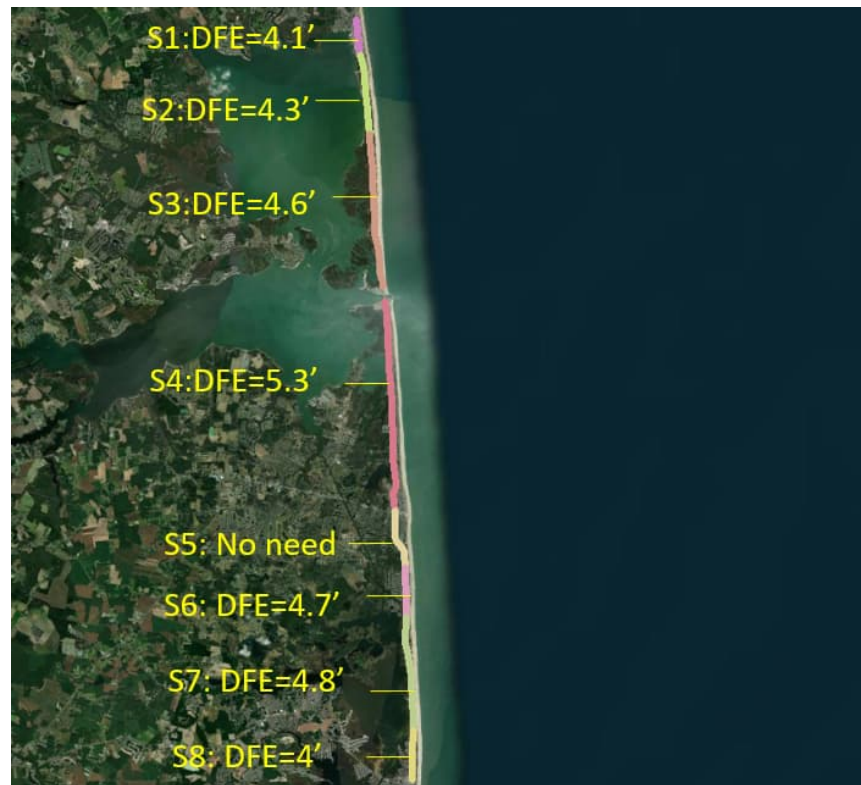 S1:DFE=4.1’
S2:DFE=4.3’
S3:DFE=4.6’
S4:DFE=5.3’
S5: No need
S6: DFE=4.7’
S7: DFE=4.8’
S8: DFE=4’